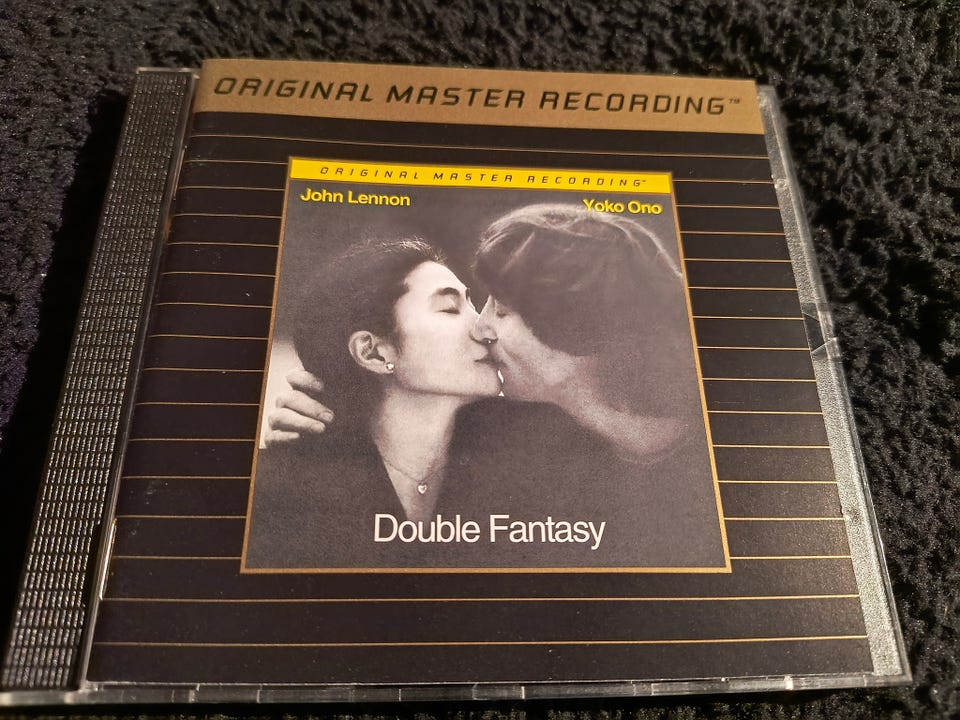 ORIGINAL MASTER RECORDING™
ORIGINAL MASTER RECORDING™
John Lennon
Yoko Ono
Double Fantasy